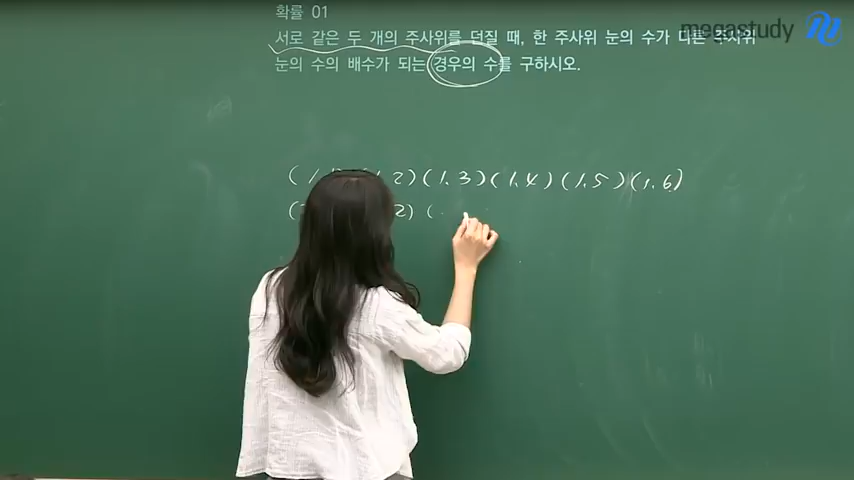 확률 01
megastudy
서로 같은 두 개의 주사위를 던질 때, 한 주사위 눈의 수가 다른 주사위
눈의 수의 배수가 되는 경우의 수를 구하시오.
2) (1, 3) (1, 4) (1, 5) (1, 6)
2) (